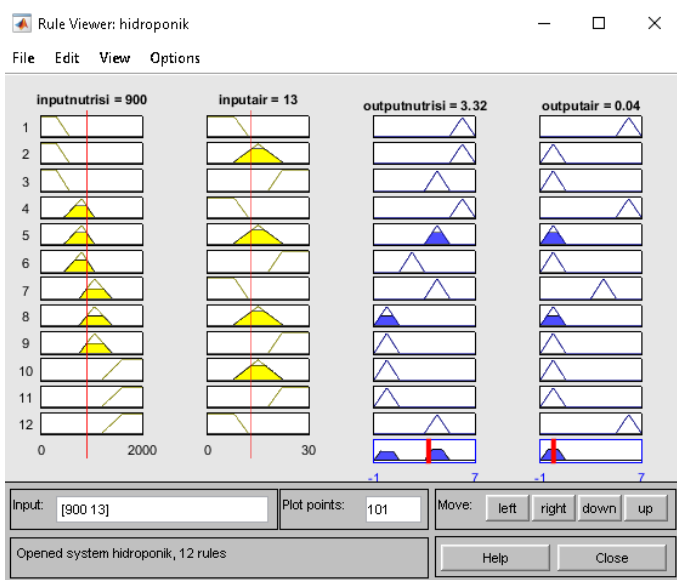 Rule Viewer: hidroponik
File Edit View Options
inputnutrisi = 900 inputair = 13 outputnutrisi = 3.32 outputair = 0.04
1
2
3
4
5
6
7
8
9
10
11
12
0 2000 0 30
-1 7 -1 7
Input: [900 13] Plot points: 101 Move: left right down up
Opened system hidroponik, 12 rules Help Close